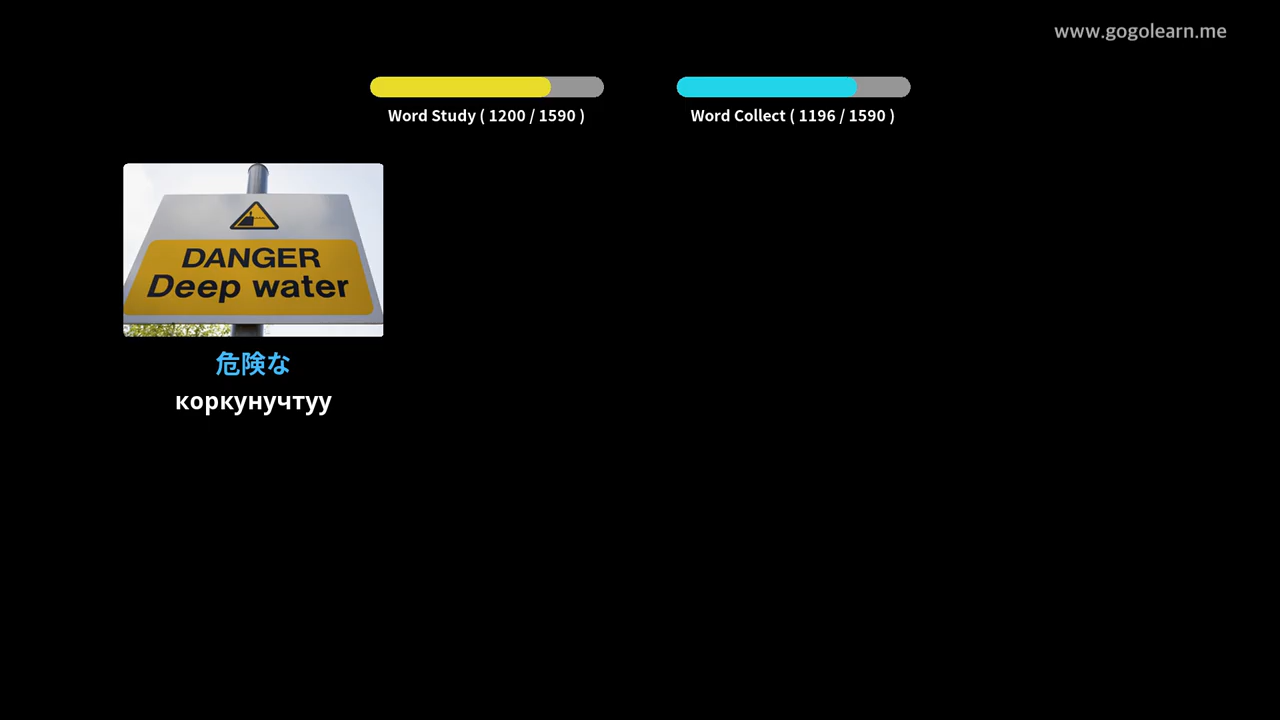 www.gogolearn.me
Word Study ( 1200 / 1590 )
Word Collect ( 1196 / 1590 )
DANGER
Deep water
危険な
коркунучтуу